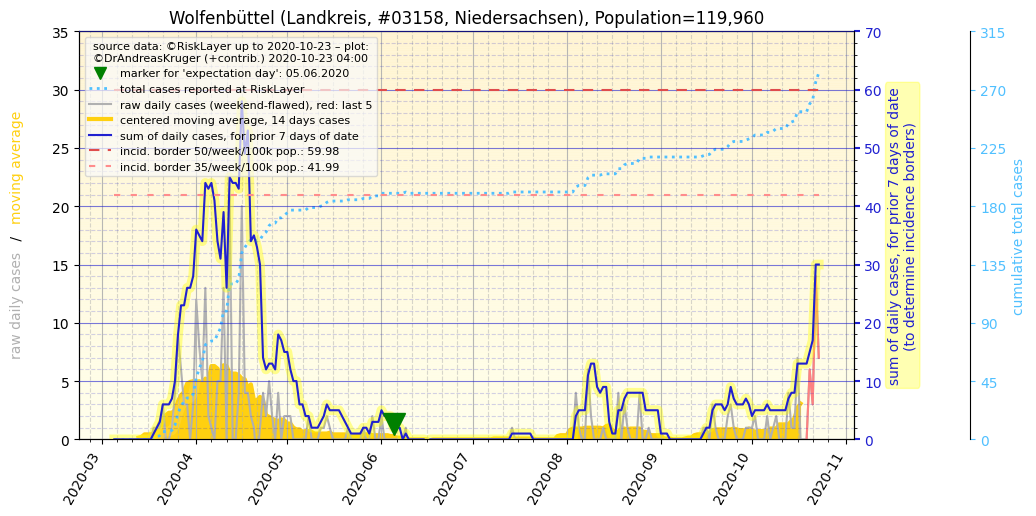 Wolfenbüttel (Landkreis, #03158, Niedersachsen), Population=119,960
source data: ©RiskLayer up to 2020-10-23 – plot:
©DrAndreasKruger (+contrib.) 2020-10-23 04:00
marker for 'expectation day': 05.06.2020
total cases reported at RiskLayer
raw daily cases (weekend-flawed), red: last 5
centered moving average, 14 days cases
sum of daily cases, for prior 7 days of date
incid. border 50/week/100k pop.: 59.98
incid. border 35/week/100k pop.: 41.99
raw daily cases / moving average
35
30
25
20
15
10
5
0
2020-03
2020-04
2020-05
2020-06
2020-07
2020-08
2020-09
2020-10
2020-11
70
60
50
40
30
20
10
0
sum of daily cases, for prior 7 days of date
(to determine incidence borders)
315
270
225
180
135
90
45
0
cumulative total cases